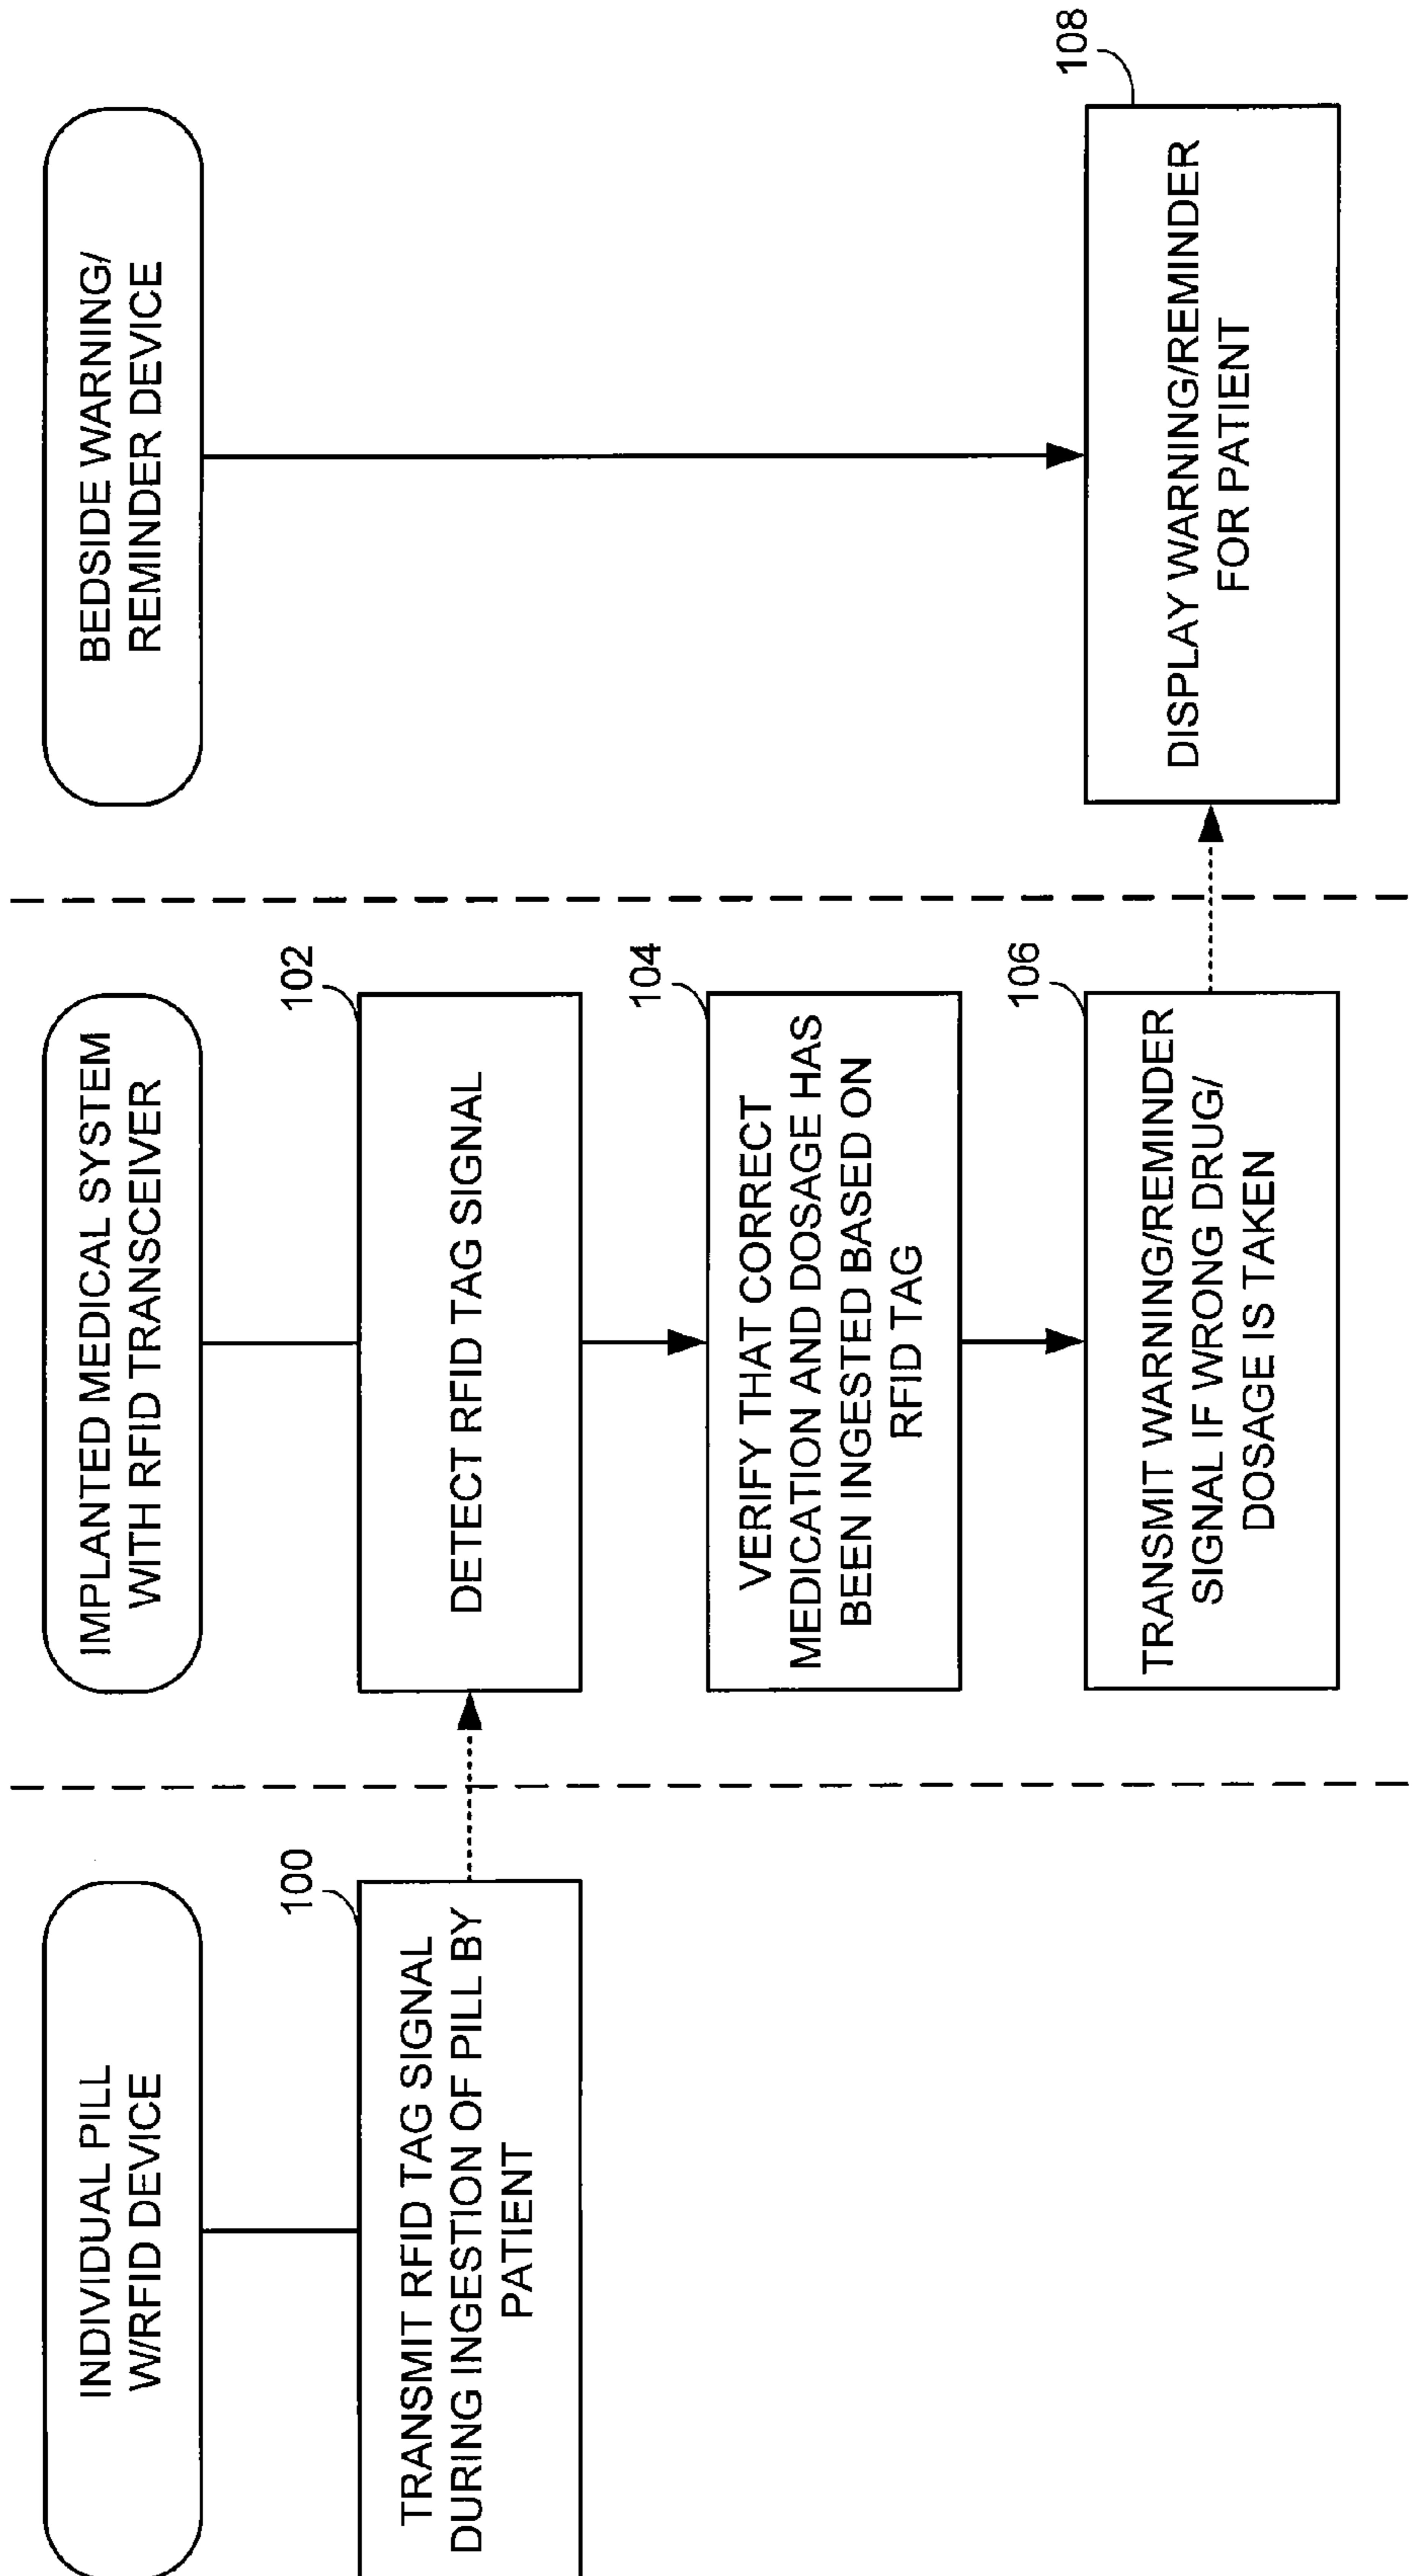 INDIVIDUAL PILL
W/RFID DEVICE
100
TRANSMIT RFID TAG SIGNAL
DURING INGESTION OF PILL BY
PATIENT
IMPLANTED MEDICAL SYSTEM
WITH RFID TRANSCEIVER
102
DETECT RFID TAG SIGNAL
104
VERIFY THAT CORRECT
MEDICATION AND DOSAGE HAS
BEEN INGESTED BASED ON
RFID TAG
106
TRANSMIT WARNING/REMINDER
SIGNAL IF WRONG DRUG/
DOSAGE IS TAKEN
BEDSIDE WARNING/
REMINDER DEVICE
108
DISPLAY WARNING/REMINDER
FOR PATIENT